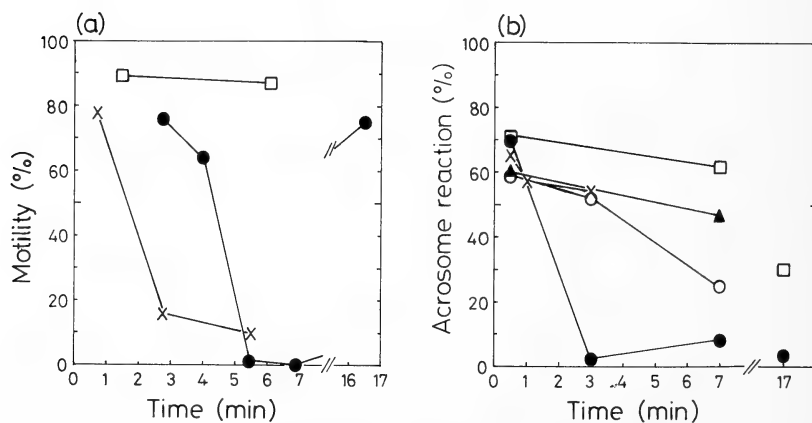 (a)
100
80
60
40
20
0
Motility (%)
0 1 2 3 4 5 6 7 16 17
Time (min)
(b)
100
80
60
40
20
0
Acrosome reaction (%)
0 1 2 3 4 5 6 7 17
Time (min)